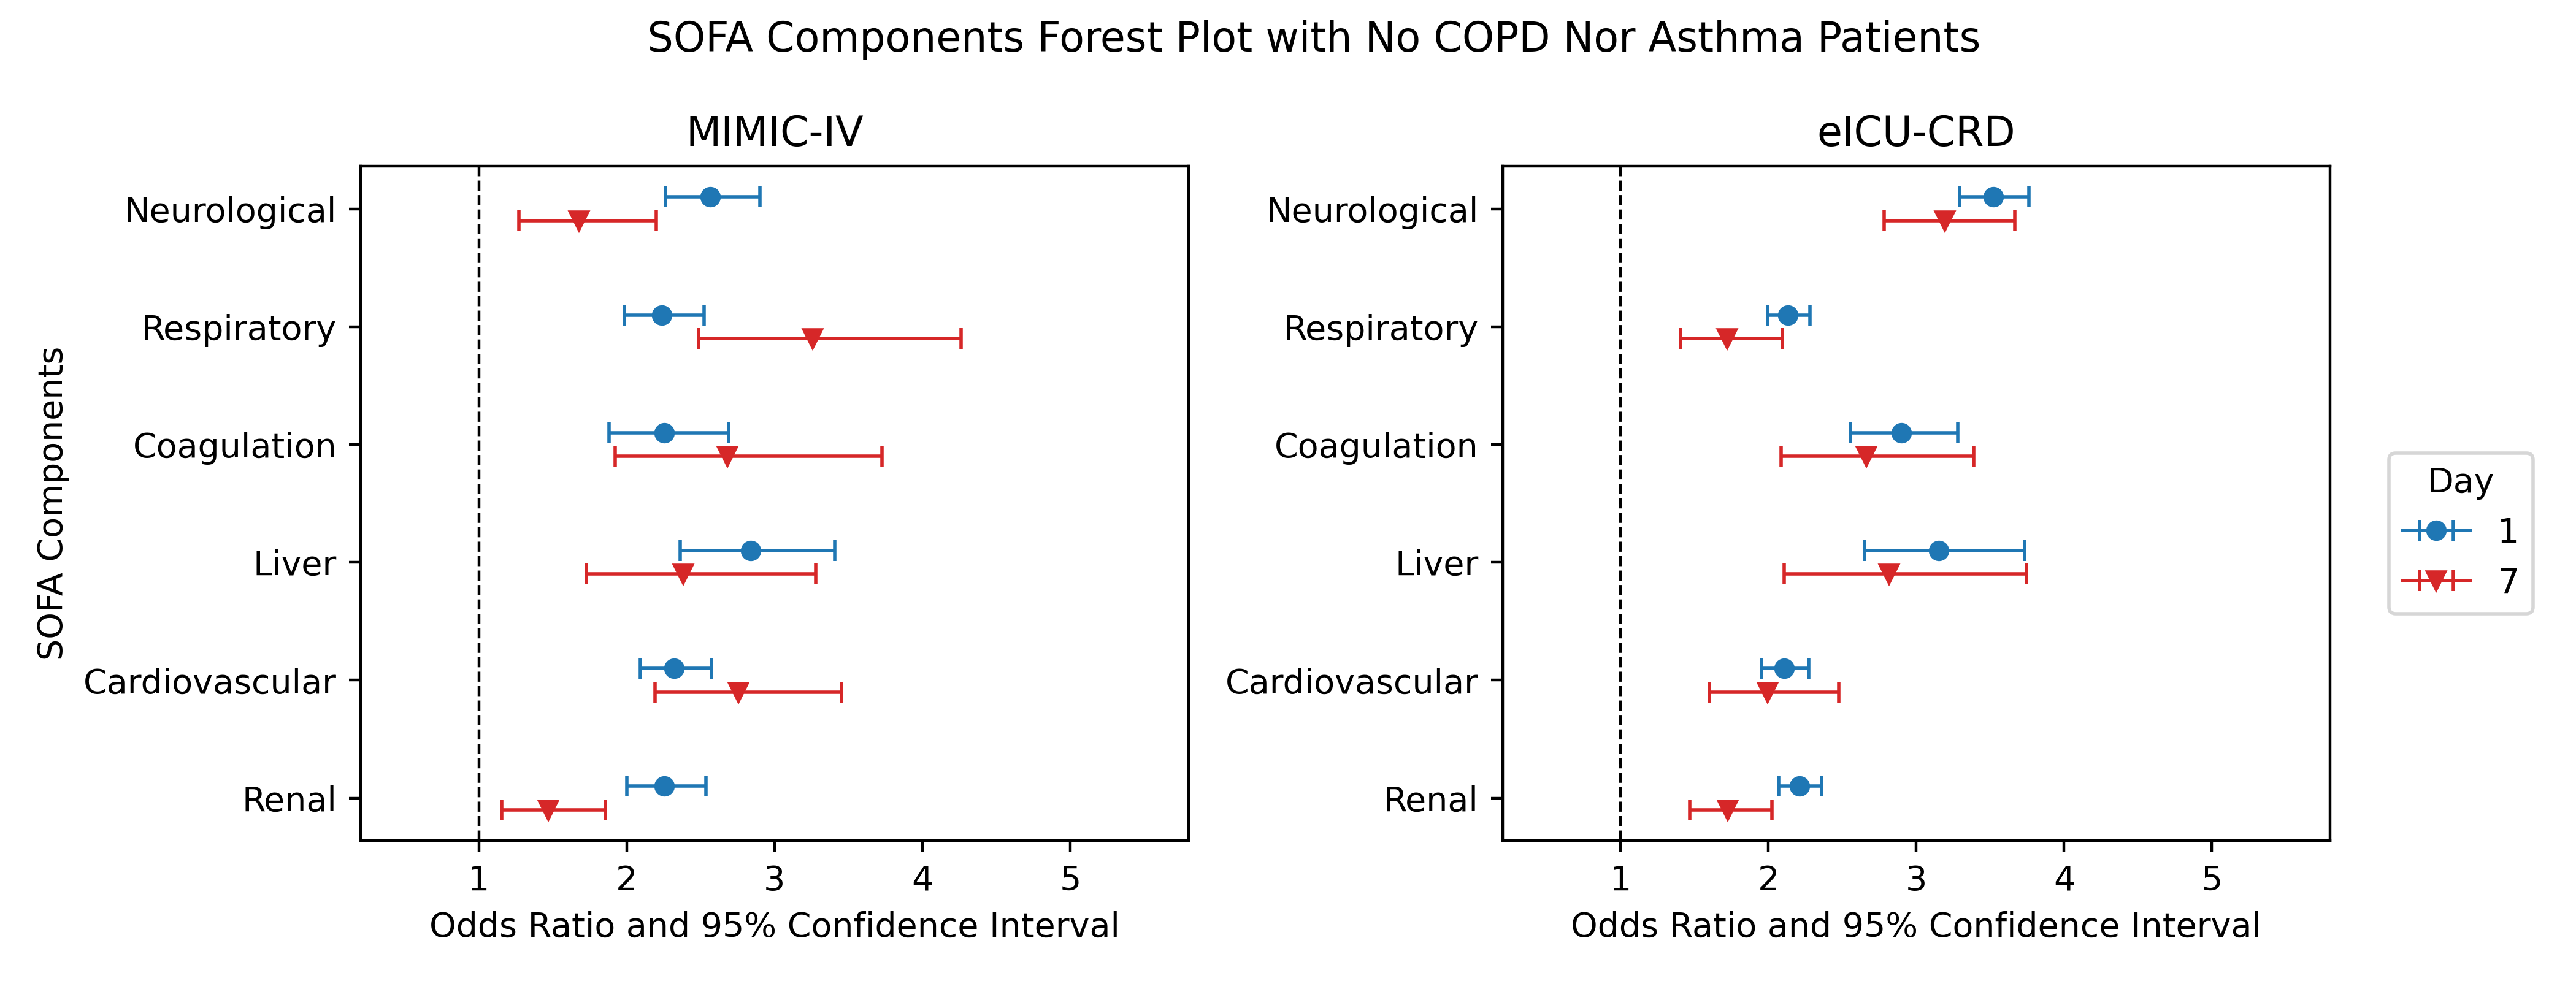 SOFA Components Forest Plot with No COPD Nor Asthma Patients
MIMIC-IV
SOFA Components
Neurological
Respiratory
Coagulation
Liver
Cardiovascular
Renal
1 2 3 4 5
Odds Ratio and 95% Confidence Interval
eICU-CRD
Neurological
Respiratory
Coagulation
Liver
Cardiovascular
Renal
1 2 3 4 5
Odds Ratio and 95% Confidence Interval
Day
1
7